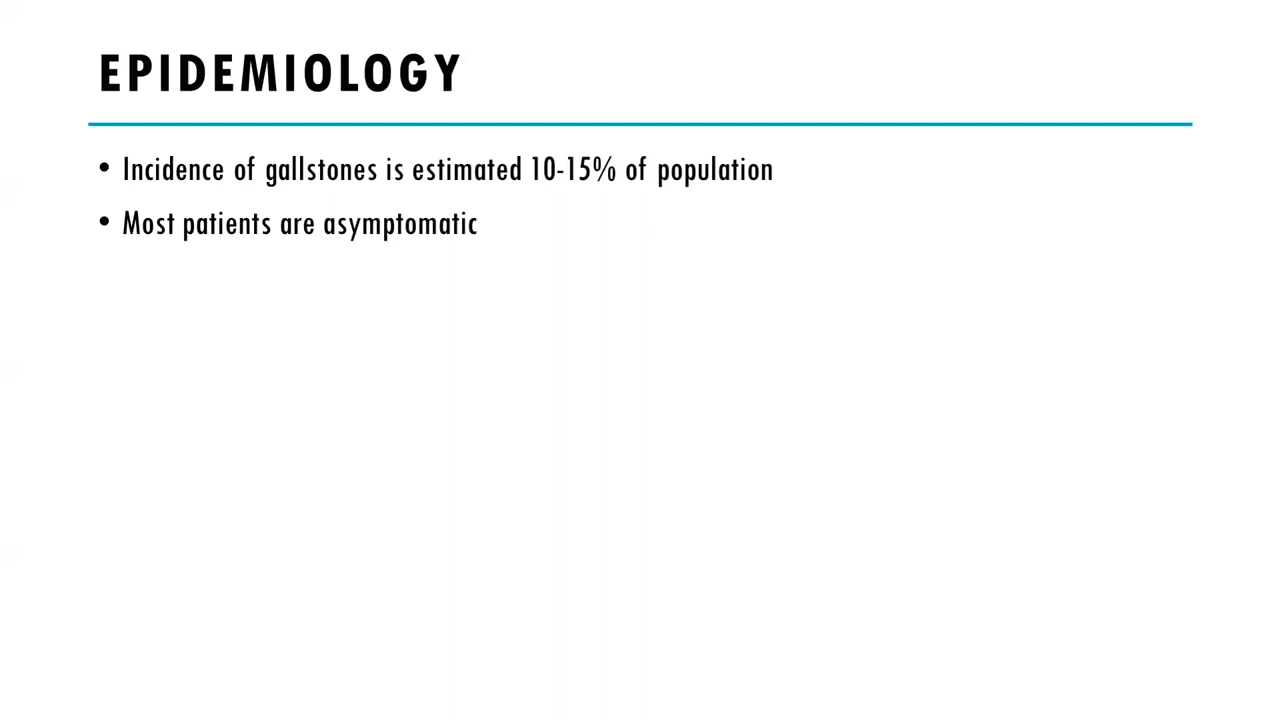 EPIDEMIOLOGY
• Incidence of gallstones is estimated 10-15% of population
• Most patients are asymptomatic